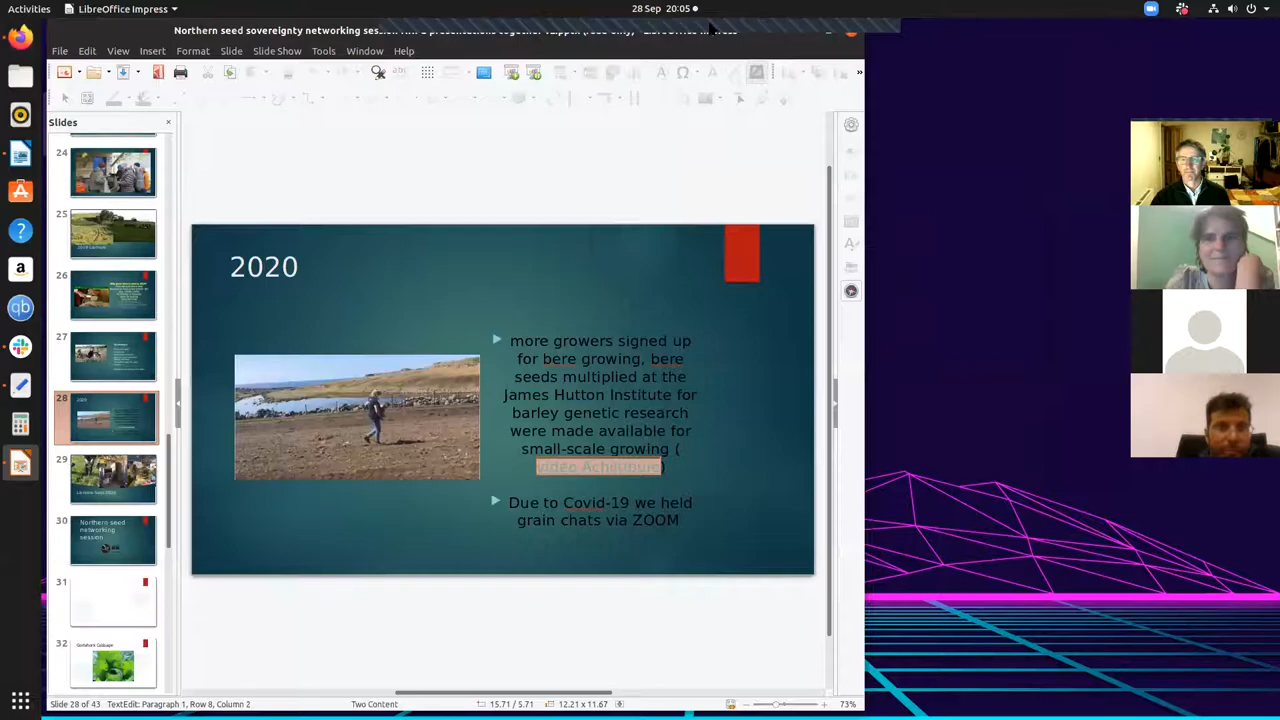 Activities
LibreOffice Impress
28 Sep 20:05
Northern seed sovereignty networking
File Edit View Insert Format Slide Slide Show Tools Window Help
Slides
24
25
26
27
28
2020
29
30
Northern seed
networking
session
31
32
2020
more growers signed up
for bere growing, bere
seeds multiplied at the
James Hutton Institute for
barley genetic research
were made available for
small-scale growing (
Due to Covid-19 we held
grain chats via ZOOM
Slide 28 of 43
TextEdit: Paragraph 1, Row 8, Column 2
Two Content
15.71 / 5.71
12.21 x 11.67
73%